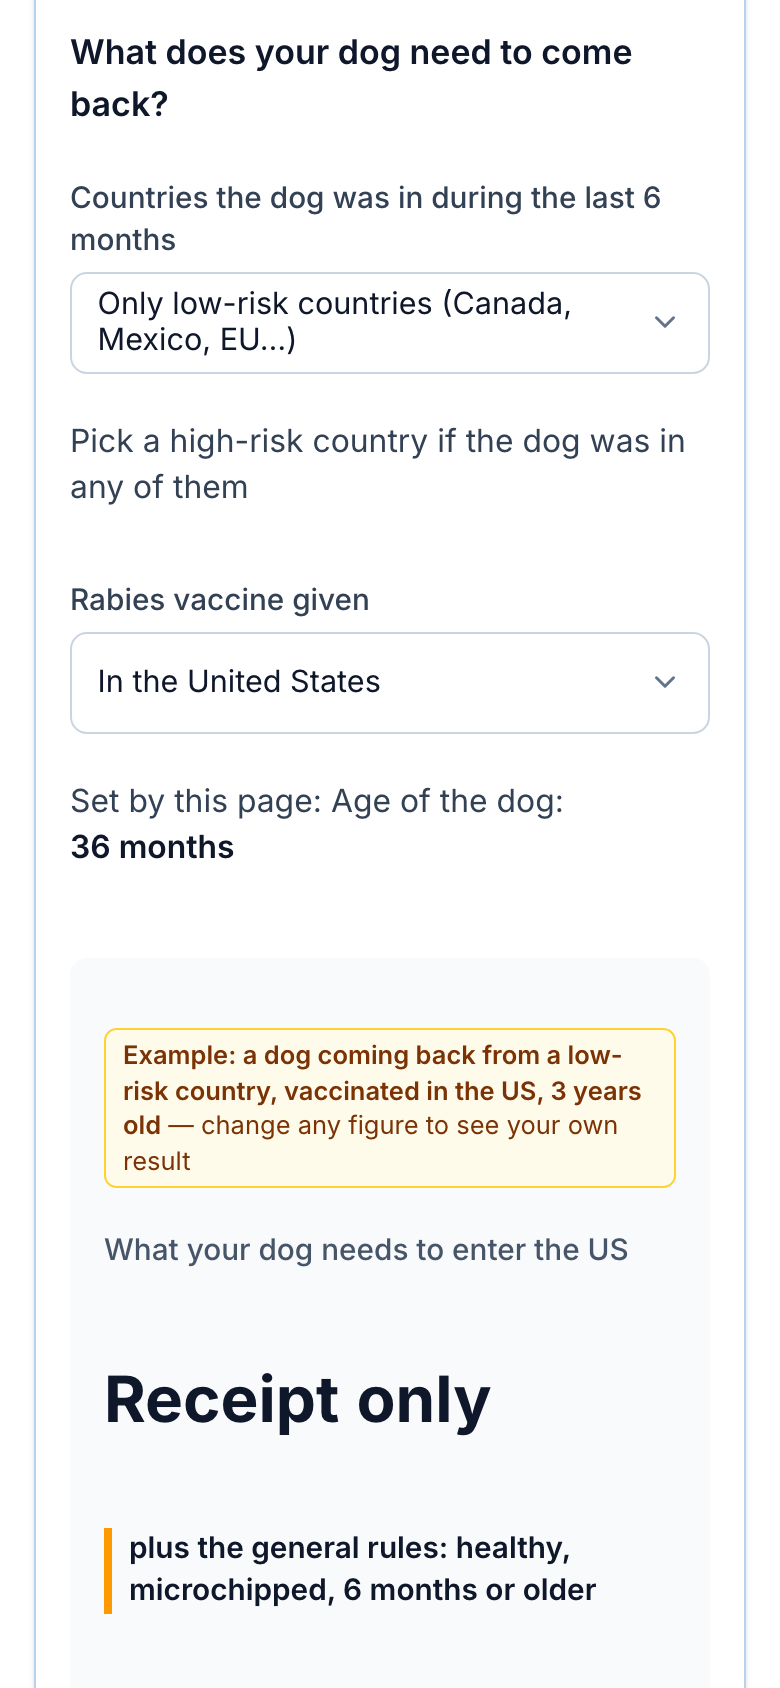 What does your dog need to come
back?
Countries the dog was in during the last 6
months
Only low-risk countries (Canada,
Mexico, EU...)
Pick a high-risk country if the dog was in
any of them
Rabies vaccine given
In the United States
Set by this page: Age of the dog:
36 months
Example: a dog coming back from a low-
risk country, vaccinated in the US, 3 years
old — change any figure to see your own
result
What your dog needs to enter the US
Receipt only
plus the general rules: healthy,
microchipped, 6 months or older